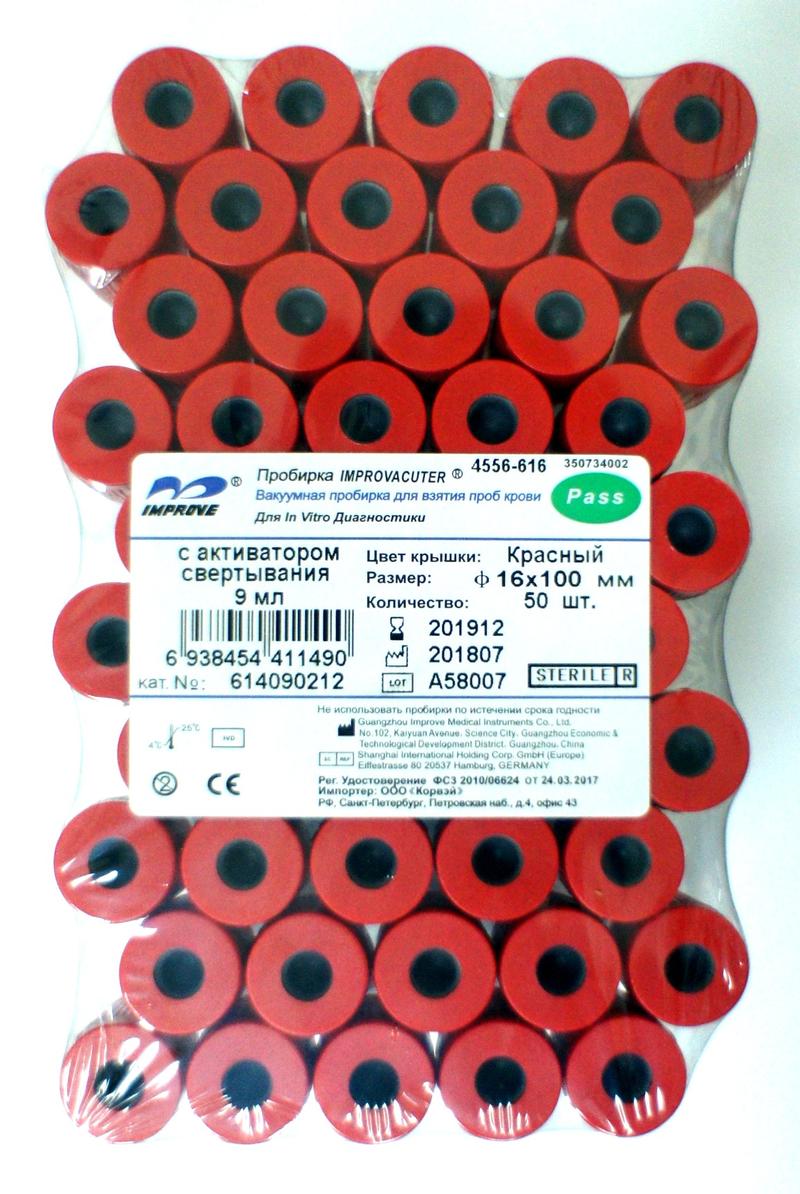 Пробирка IMPROVACUTER ® 4556-616 350734002
IMPROVE ®
Вакуумная пробирка для взятия проб крови
Pass
Для In Vitro Диагностики
с активатором
свертывания
9 мл
Цвет крышки: Красный
Размер: ϕ 16x100 мм
Количество: 50 шт.
201912
201807
LOT A58007
STERILE R
6 938454 411490
кат. №: 614090212
Не использовать пробирки по истечении срока годности
Guangzhou Improve Medical Instruments Co., Ltd.
No.102, Kaiyuan Avenue. Science City. Guangzhou Economic &
Technological Development District. Guangzhou. China
EC REP Shanghai International Holding Corp. GmbH (Europe)
Eiffestrasse 80 20537 Hamburg, GERMANY
4°C 25°C
IVD
2 CE
Рег. Удостоверение ФСЗ 2010/06624 от 24.03.2017
Импортер: ООО «Корвэй»
РФ, Санкт-Петербург, Петровская наб., д.4, офис 43